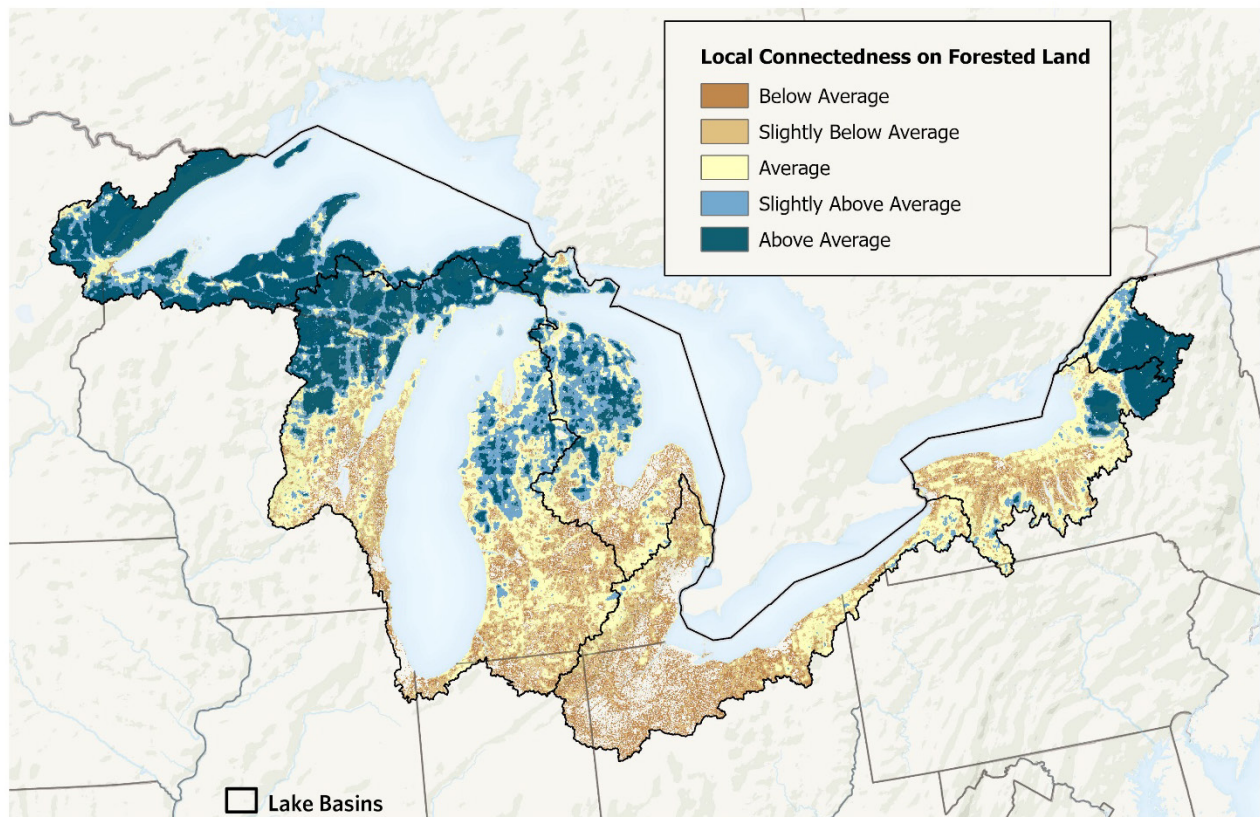 Local Connectedness on Forested Land
Below Average
Slightly Below Average
Average
Slightly Above Average
Above Average
Lake Basins